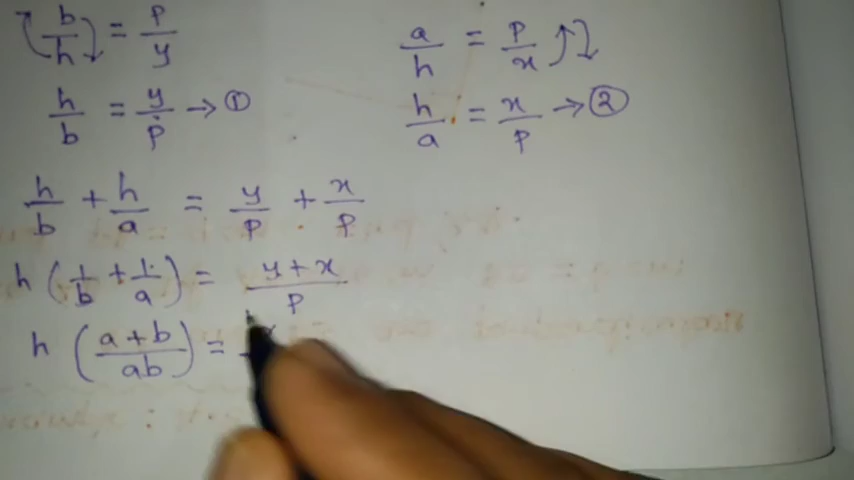 b/h = p/y
a/h = p/x
h/b = y/p → ①
h/a = x/p → ②
h/b + h/a = y/p + x/p
h (1/b + 1/a) = (y + x)/p
h ((a + b)/ab) =